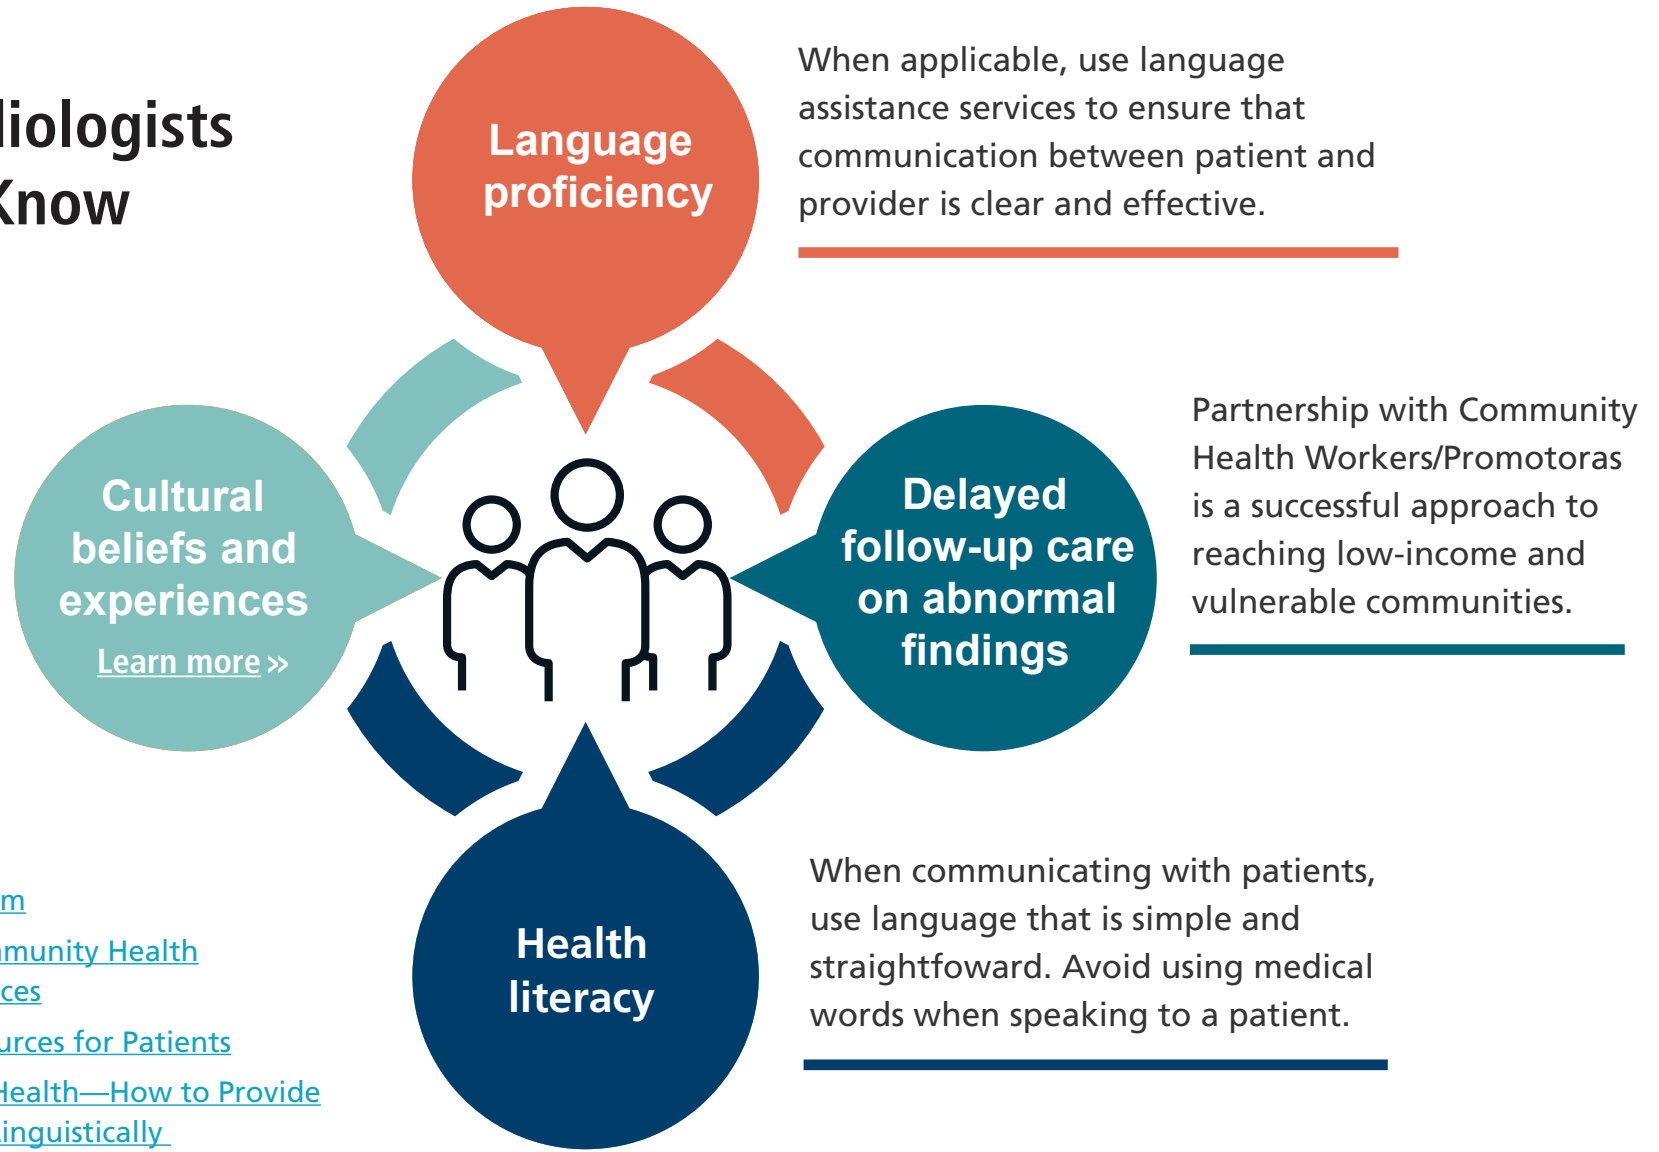 diologists
Know
Language
proficiency
When applicable, use language
assistance services to ensure that
communication between patient and
provider is clear and effective.
Cultural
beliefs and
experiences
Learn more »
Delayed
follow-up care
on abnormal
findings
Partnership with Community
Health Workers/Promotoras
is a successful approach to
reaching low-income and
vulnerable communities.
Health
literacy
When communicating with patients,
use language that is simple and
straightfoward. Avoid using medical
words when speaking to a patient.
m
munity Health
ces
urces for Patients
Health—How to Provide
inguistically